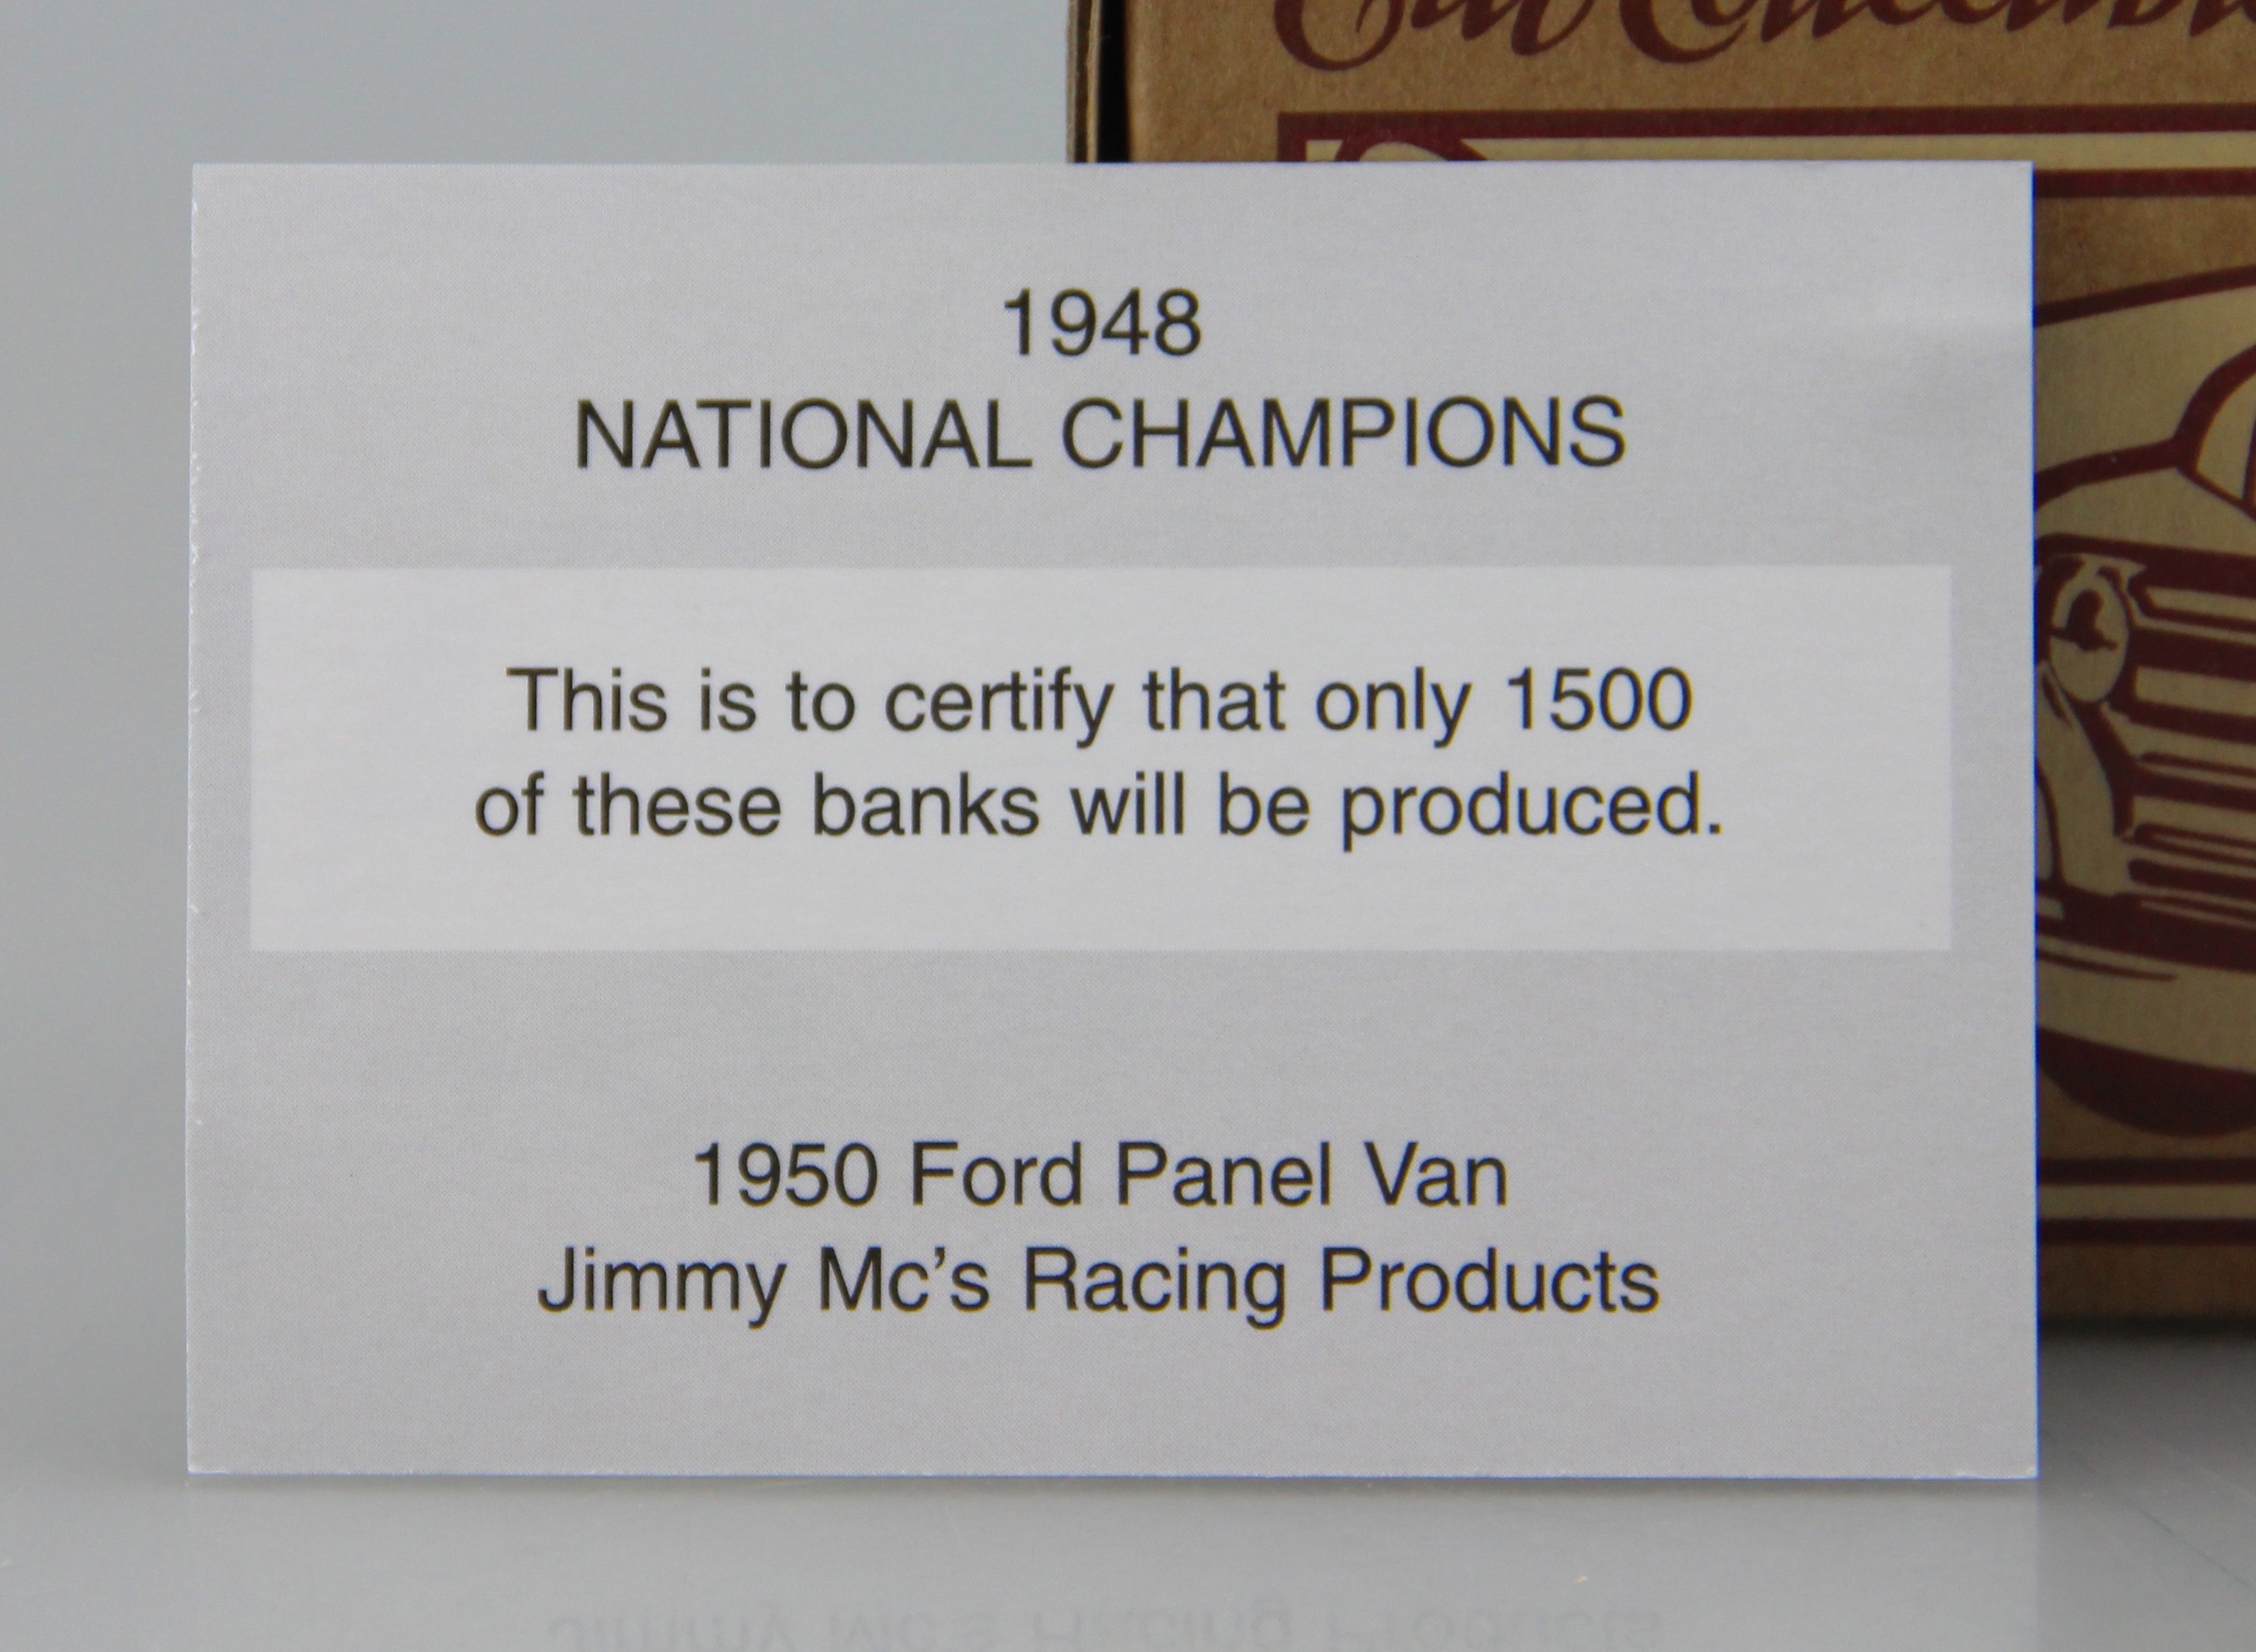 1948
NATIONAL CHAMPIONS
This is to certify that only 1500
of these banks will be produced.
1950 Ford Panel Van
Jimmy Mc's Racing Products